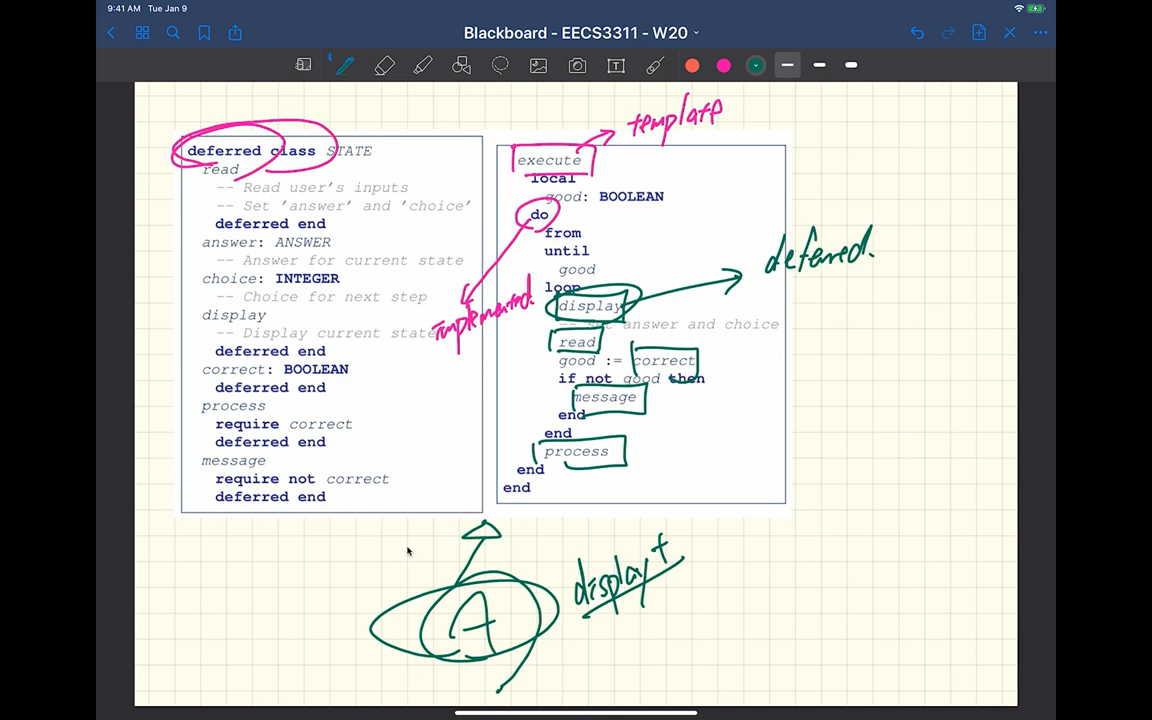 9:41 AM Tue Jan 9
Blackboard - EECS3311 - W20
template
deferred class STATE
read
-- Read user's inputs
-- Set 'answer' and 'choice'
deferred end
answer: ANSWER
-- Answer for current state
choice: INTEGER
-- Choice for next step
display
-- Display current state
deferred end
correct: BOOLEAN
deferred end
process
require correct
deferred end
message
require not correct
deferred end
execute
local
good: BOOLEAN
do
from
until
good
loop
display
-- set answer and choice
read
good := correct
if not good then
message
end
end
process
end
end
implemented.
deferred.
A
display+